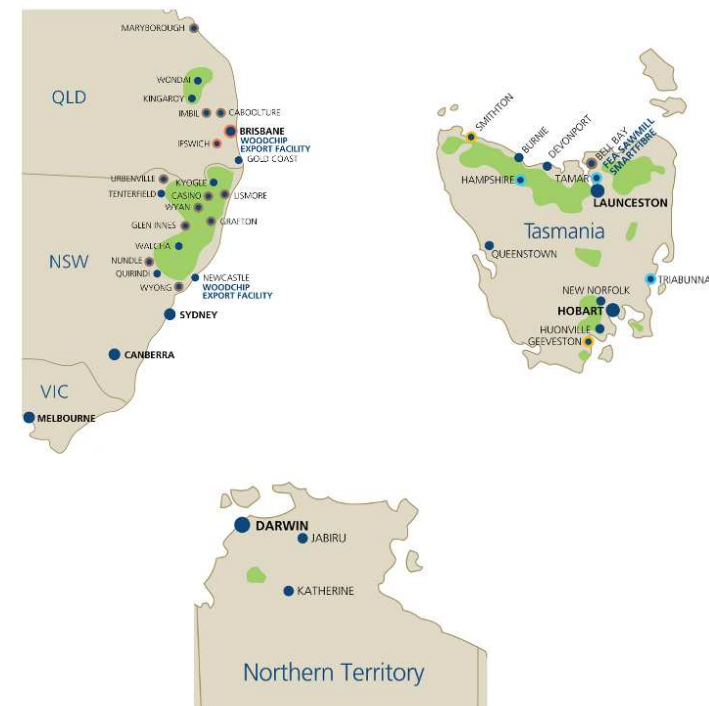 MARYBOROUGH
QLD
WONDAI
KINGAROY
IMBIL
CABOOLTURE
BRISBANE
WOODCHIP
EXPORT FACILITY
IPSWICH
GOLD COAST
URBENVILLE
KYOGLE
TENTERFIELD
CASINO
LISMORE
WYAN
GLEN INNES
GRAFTON
WALCHA
NSW
NUNDLE
QUIRINDI
NEWCASTLE
WOODCHIP
EXPORT FACILITY
WYONG
SYDNEY
CANBERRA
VIC
MELBOURNE
SMITHTON
BURNIE
DEVONPORT
BELL BAY
FEA SAWMILL
SMARTFIBRE
HAMPSHIRE
TAMAR
LAUNCESTON
Tasmania
QUEENSTOWN
TRIABUNNA
NEW NORFOLK
HOBART
HUONVILLE
GEEVESTON
DARWIN
JABIRU
KATHERINE
Northern Territory